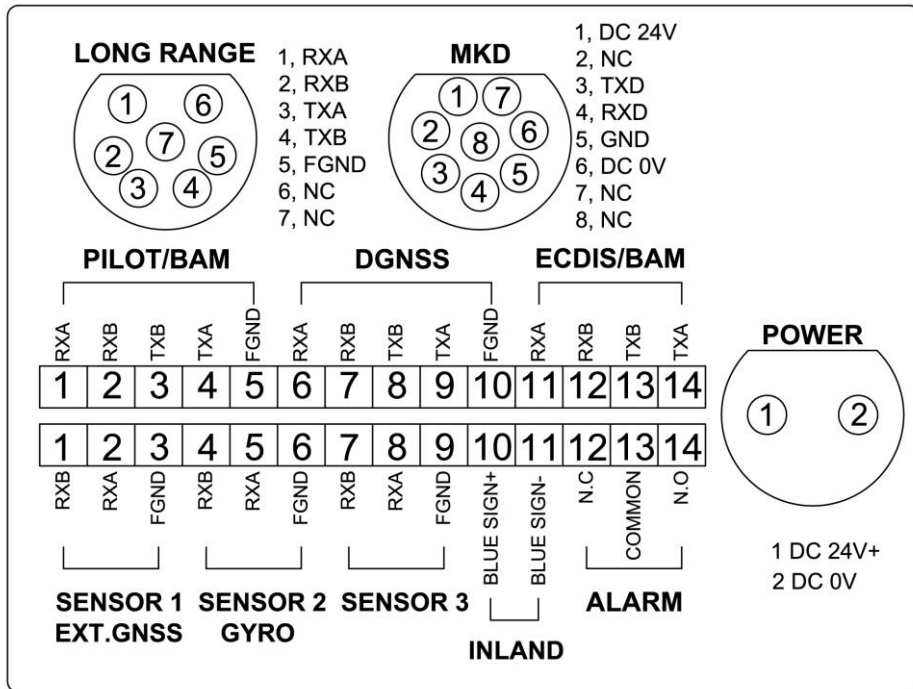 LONG RANGE
1 6
7
2 5
3 4
1, RXA
2, RXB
3, TXA
4, TXB
5, FGND
6, NC
7, NC
MKD
1 7
2 8 6
3 5
4
1, DC 24V
2, NC
3, TXD
4, RXD
5, GND
6, DC 0V
7, NC
8, NC
PILOT/BAM DGNSS ECDIS/BAM
RXA RXB TXB TXA FGND RXA RXB TXB TXA FGND RXA RXB TXB TXA
1 2 3 4 5 6 7 8 9 10 11 12 13 14
1 2 3 4 5 6 7 8 9 10 11 12 13 14
RXB RXA FGND RXB RXA FGND RXB RXA FGND BLUE SIGN+ BLUE SIGN- N.C COMMON N.O
SENSOR 1 SENSOR 2 SENSOR 3 ALARM
EXT.GNSS GYRO
INLAND
POWER
1 2
1 DC 24V+
2 DC 0V